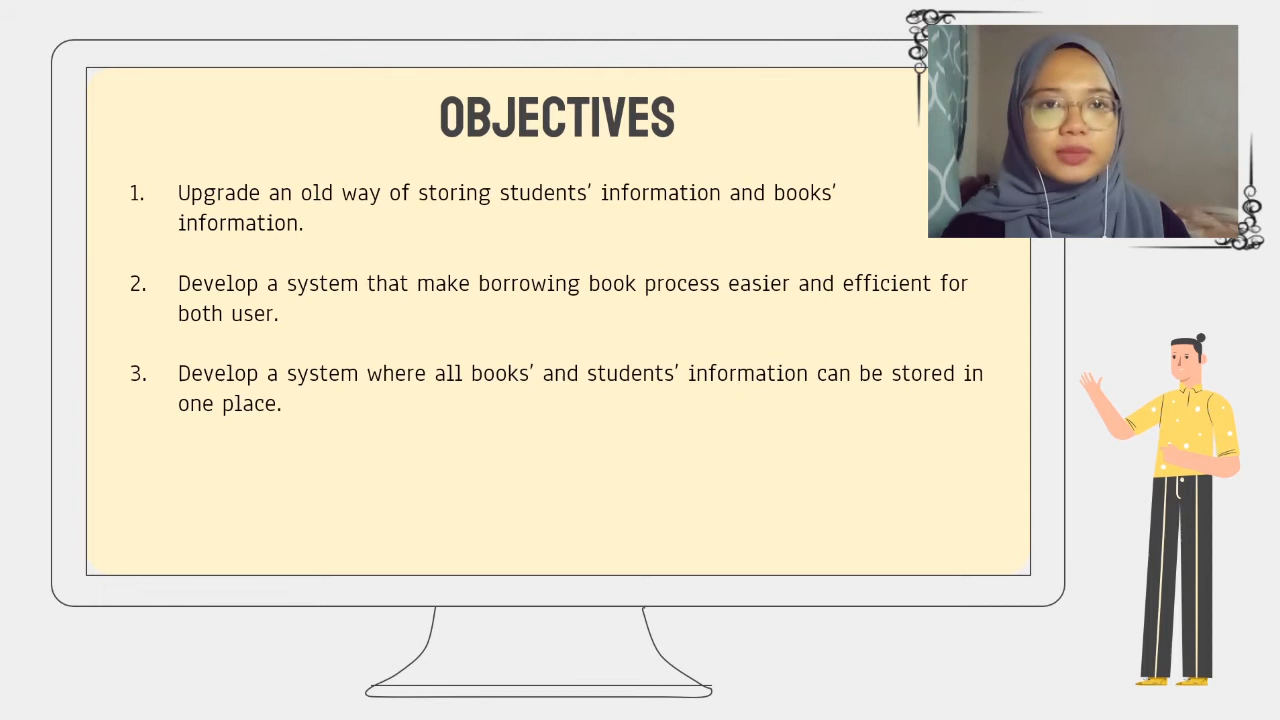 OBJECTIVES
1. Upgrade an old way of storing students' information and books'
information.
2. Develop a system that make borrowing book process easier and efficient for
both user.
3. Develop a system where all books' and students' information can be stored in
one place.